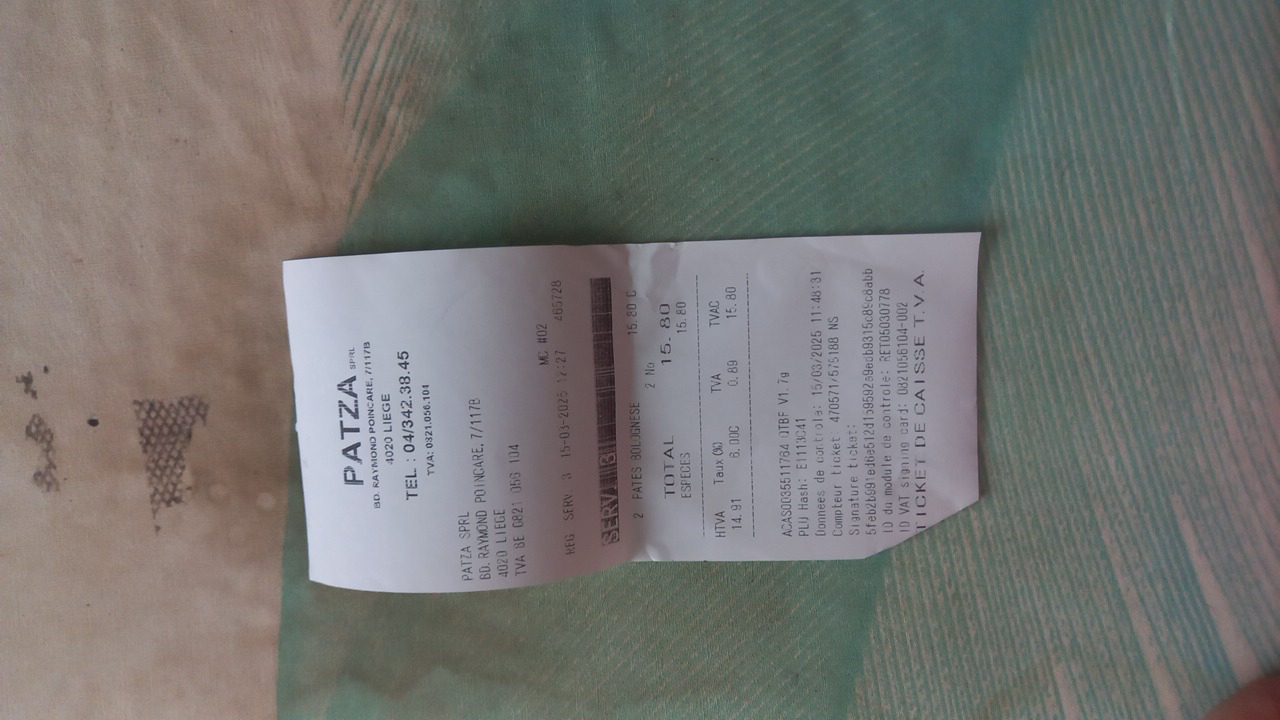 PATZA SPRL
BD. RAYMOND POINCARE, 7/117B
4020 LIEGE
TEL : 04/342.38.45
TVA: 0821.056.104
PATZA SPRL
BD. RAYMOND POINCARE, 7/117B
4020 LIEGE
TVA BE 0821 056 104
MC #02
REG SERV 3 15-03-2025 12:27 465728
SERV 3
2 PATES BOLOGNESE 15.80 C
2 No
TOTAL 15.80
ESPECES 15.80
HTVA Taux(%) TVA TVAC
14.91 6.00C 0.89 15.80
PLU Hash:
Donnees de controle: 15/03/2025 11:48:31
Compteur ticket 470571/575188 NS
Signature ticket:
ID du module de controle: RET05030778
ID VAT signing card: 0821056104-002
TICKET DE CAISSE T.V.A.